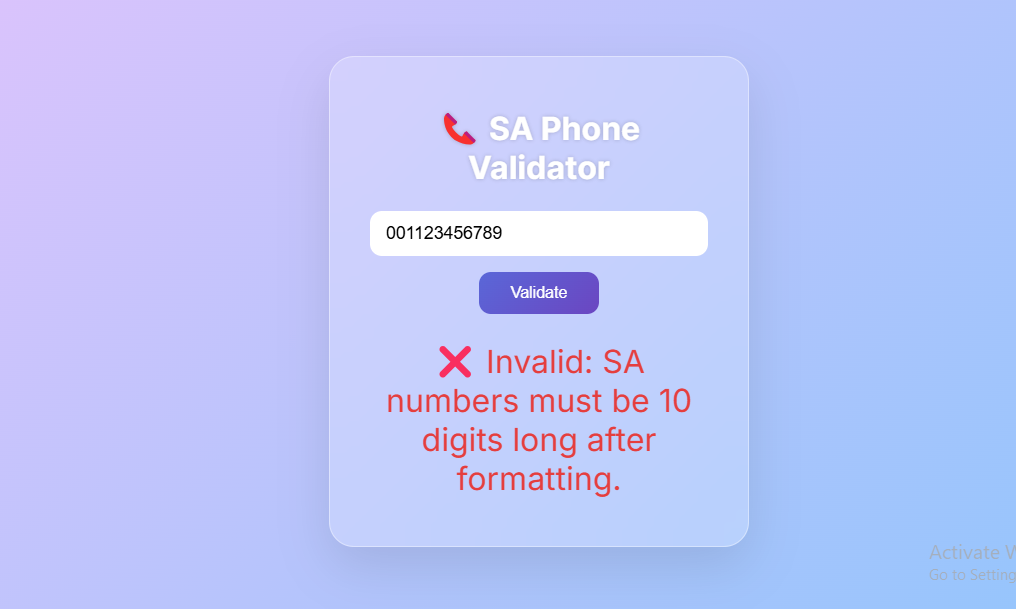 SA Phone
Validator
001123456789
Validate
Invalid: SA
numbers must be 10
digits long after
formatting.
Activate W
Go to Setting